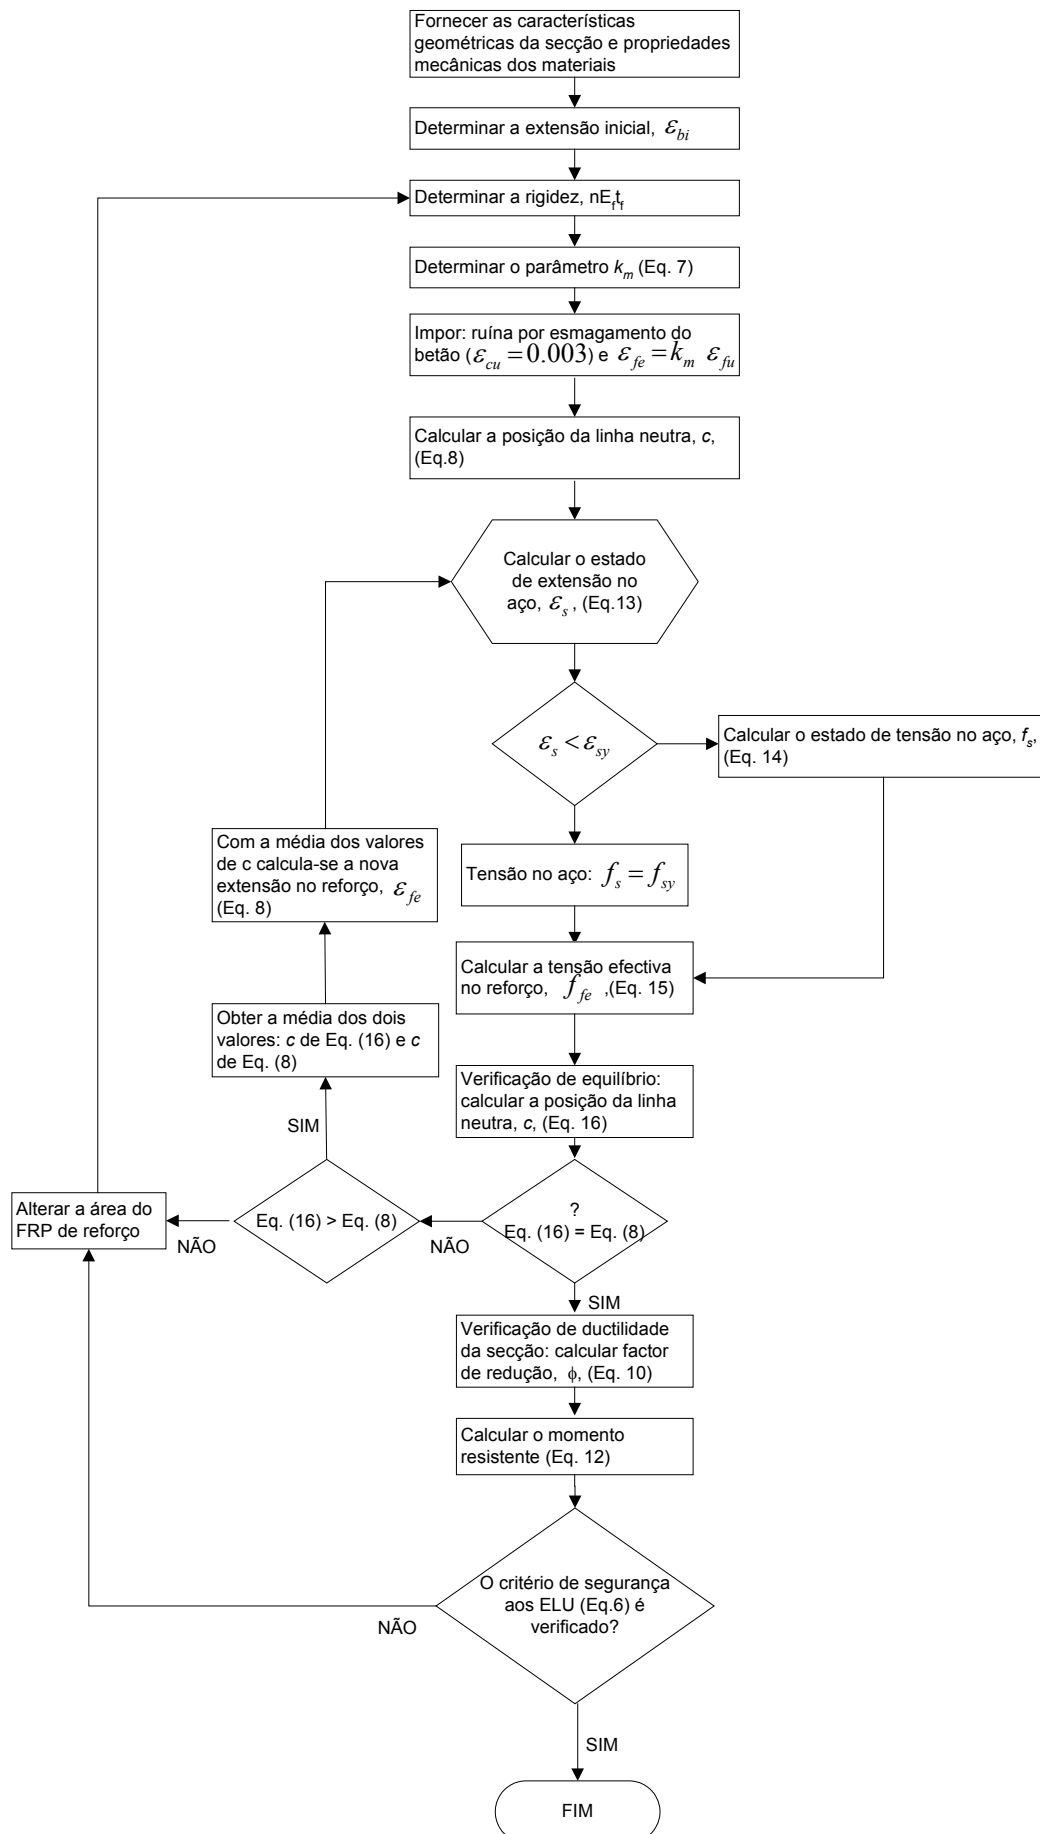 Fornecer as características
geométricas da secção e propriedades
mecânicas dos materiais
Determinar a extensão inicial, ε_bi
Determinar a rigidez, nE_f t_f
Determinar o parâmetro k_m (Eq. 7)
Impor: ruína por esmagamento do
betão (ε_cu = 0.003) e ε_fe = k_m ε_fu
Calcular a posição da linha neutra, c,
(Eq.8)
Calcular o estado
de extensão no
aço, ε_s, (Eq.13)
ε_s < ε_sy
Calcular o estado de tensão no aço, f_s,
(Eq. 14)
Tensão no aço: f_s = f_sy
Calcular a tensão efectiva
no reforço, f_fe ,(Eq. 15)
Verificação de equilíbrio:
calcular a posição da linha
neutra, c, (Eq. 16)
?
Eq. (16) = Eq. (8)
NÃO
Eq. (16) > Eq. (8)
SIM
Obter a média dos dois
valores: c de Eq. (16) e c
de Eq. (8)
Com a média dos valores
de c calcula-se a nova
extensão no reforço, ε_fe
(Eq. 8)
NÃO
Alterar a área do
FRP de reforço
SIM
Verificação de ductilidade
da secção: calcular factor
de redução, ϕ, (Eq. 10)
Calcular o momento
resistente (Eq. 12)
O critério de segurança
aos ELU (Eq.6) é
verificado?
NÃO
SIM
FIM